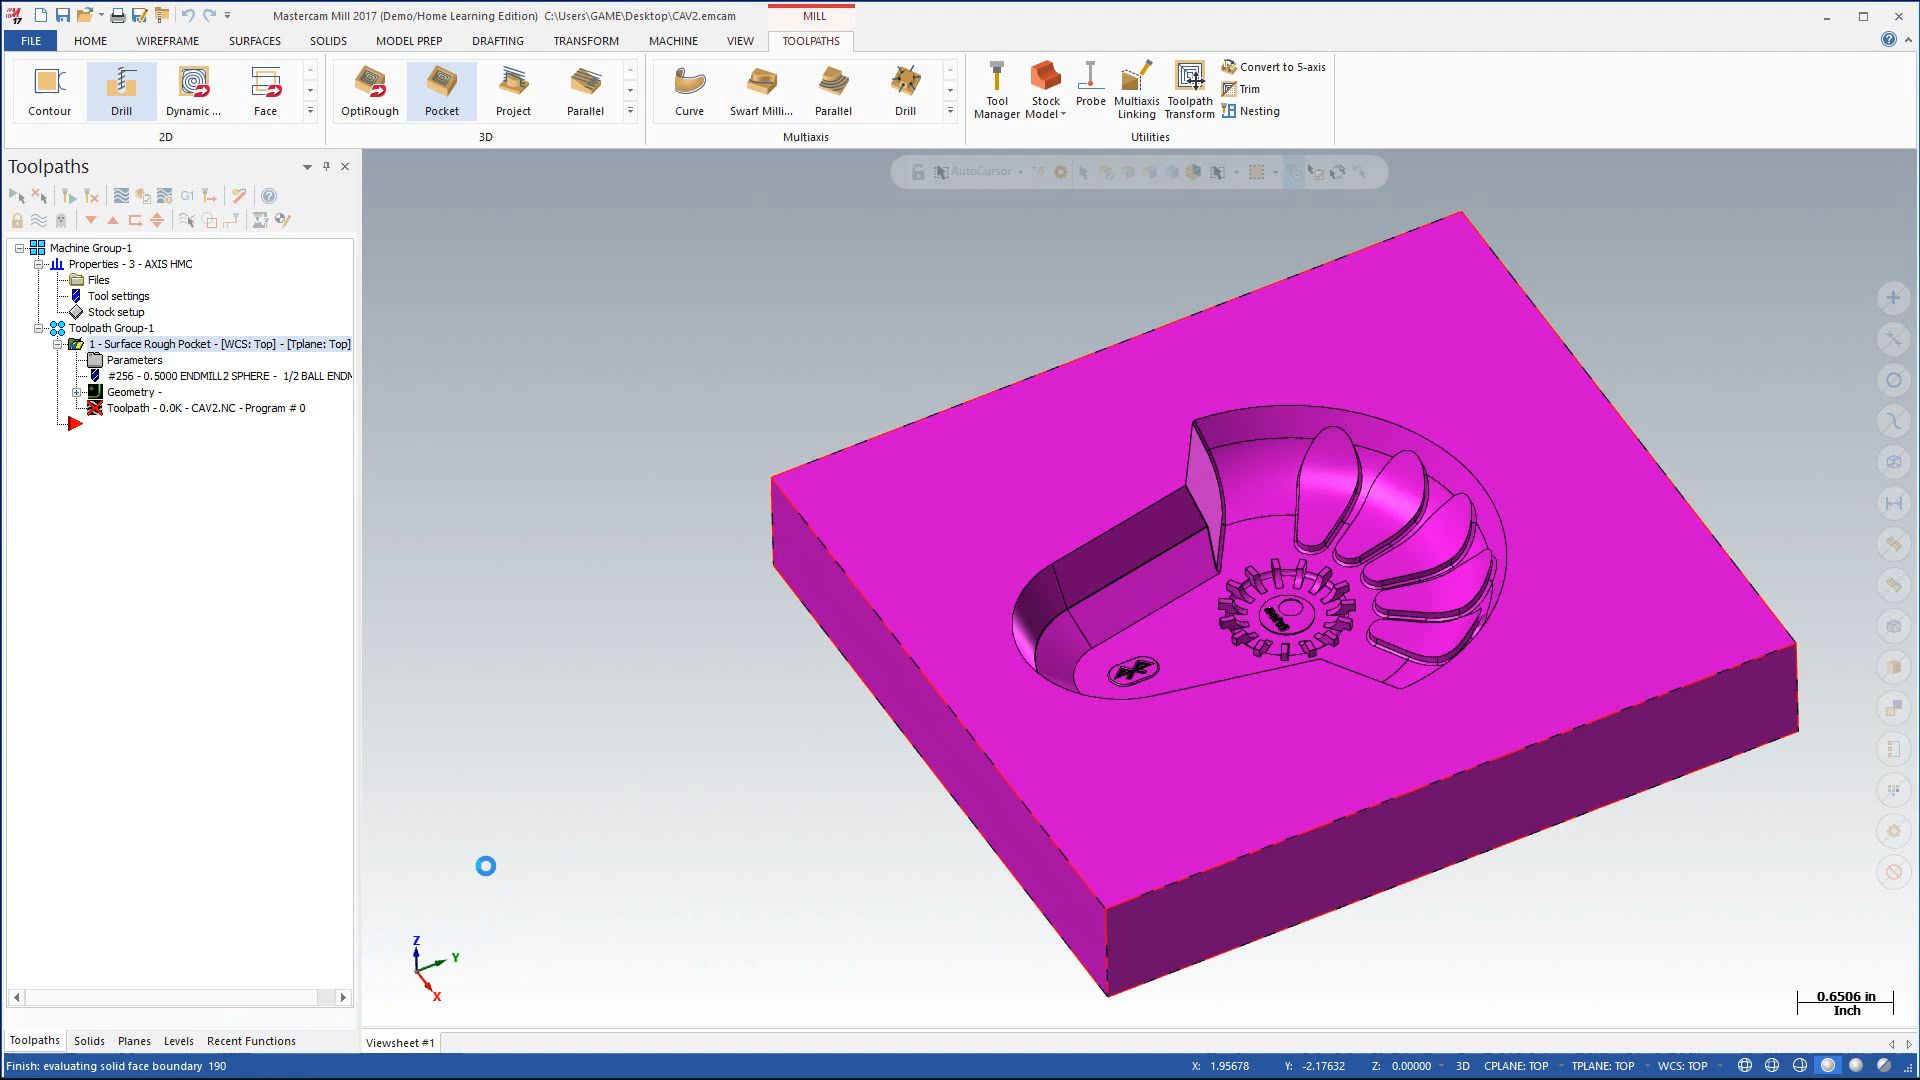 Mastercam Mill 2017 (Demo/Home Learning Edition)  C:\Users\GAME\Desktop\CAV2.emcam
MILL
FILE HOME WIREFRAME SURFACES SOLIDS MODEL PREP DRAFTING TRANSFORM MACHINE VIEW TOOLPATHS
Contour Drill Dynamic ... Face
2D
OptiRough Pocket Project Parallel
3D
Curve Swarf Milli... Parallel Drill
Multiaxis
Tool Manager
Stock Model
Probe
Multiaxis Linking
Toolpath Transform
Convert to 5-axis
Trim
Nesting
Utilities
Toolpaths
AutoCursor
G1
Machine Group-1
Properties - 3 - AXIS HMC
Files
Tool settings
Stock setup
Toolpath Group-1
1 - Surface Rough Pocket - [WCS: Top] - [Tplane: Top]
Parameters
#256 - 0.5000 ENDMILL2 SPHERE - 1/2 BALL ENDM
Geometry -
Toolpath - 0.0K - CAV2.NC - Program # 0
Z
Y
X
0.6506 in
Inch
Toolpaths Solids Planes Levels Recent Functions
Viewsheet #1
Finish: evaluating solid face boundary 190
X: 1.95678 Y: -2.17632 Z: 0.00000 3D CPLANE: TOP TPLANE: TOP WCS: TOP